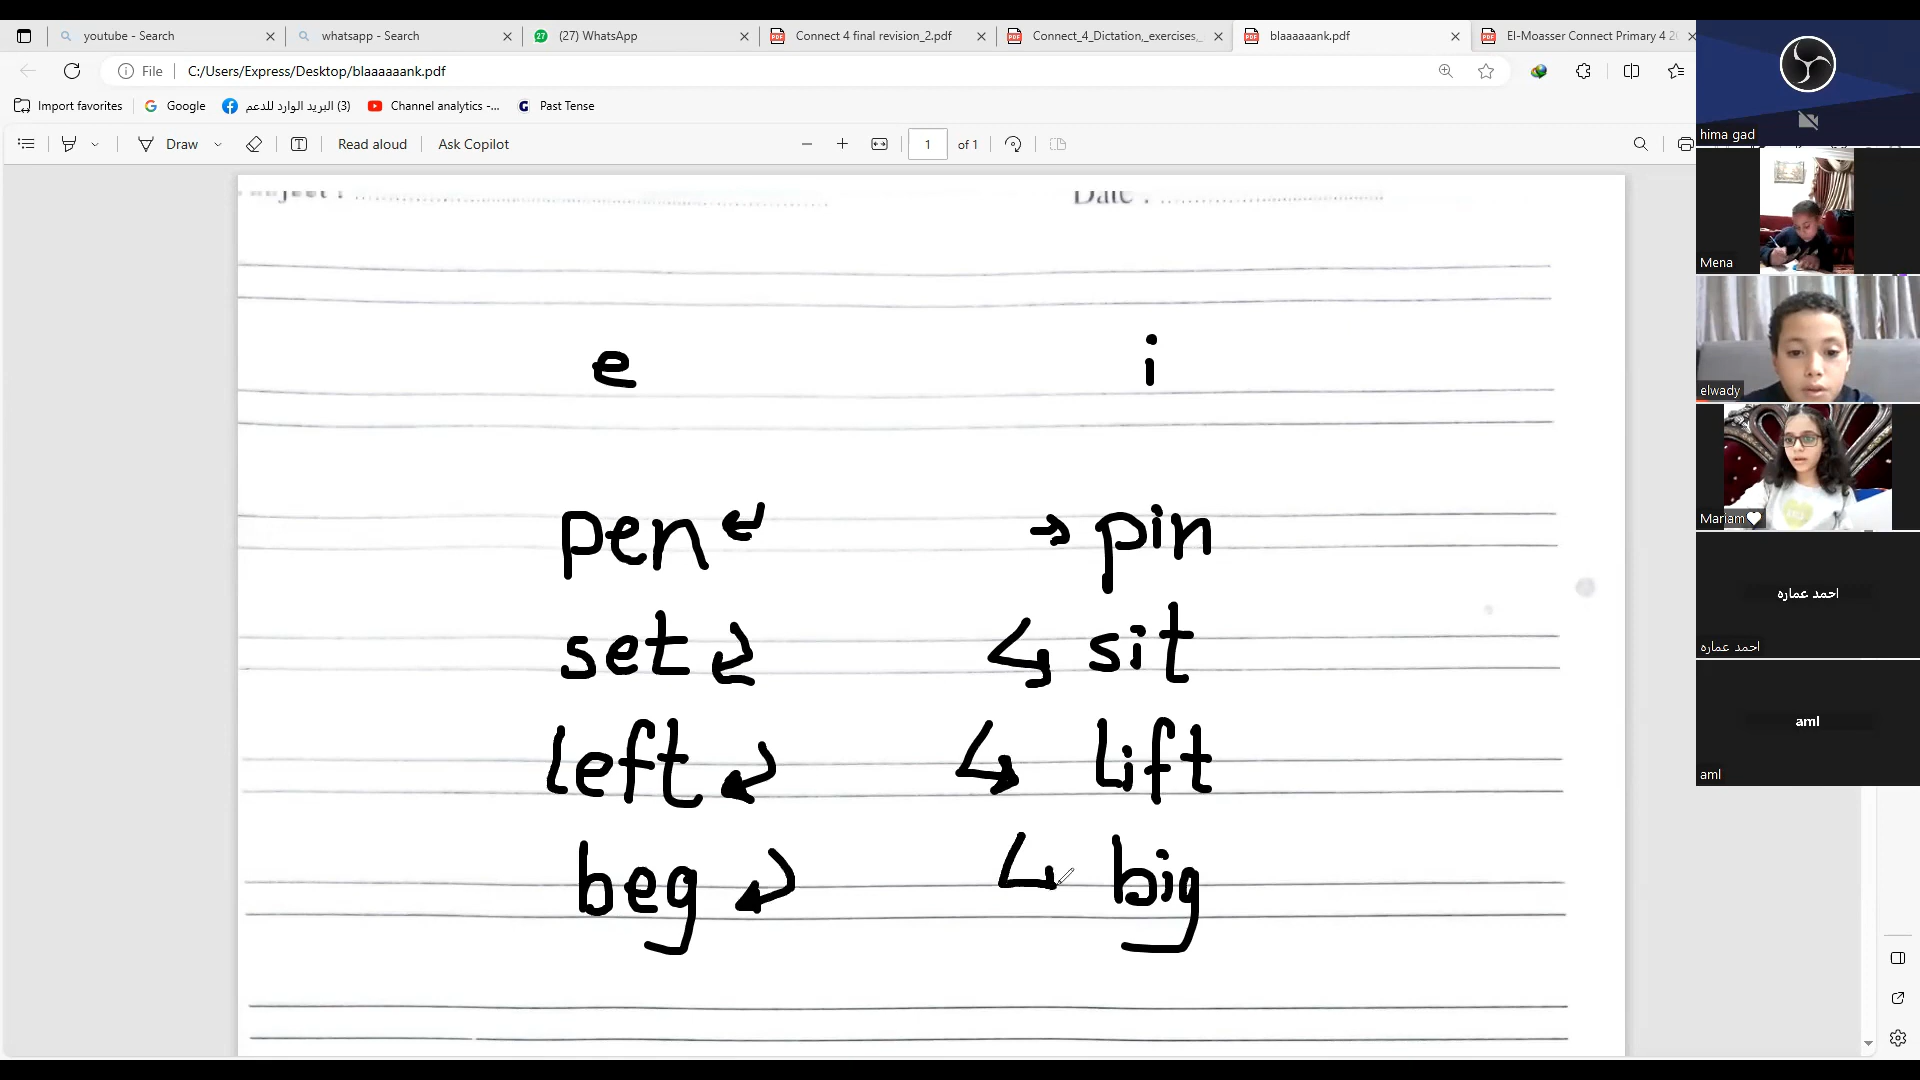 youtube - Search
whatsapp - Search
(27) WhatsApp
Connect 4 final revision_2.pdf
Connect_4_Dictation,_exercises,_
blaaaaaank.pdf
El-Moasser Connect Primary 4 2
File
C:/Users/Express/Desktop/blaaaaaank.pdf
Import favorites
Google
(3) البريد الوارد للدعم
Channel analytics -...
Past Tense
Draw
Read aloud
Ask Copilot
1 of 1
Date :
e i
pen pin
set sit
left lift
beg big
hima gad
Mena
elwady
Mariam🤍
احمد عماره
احمد عماره
aml
aml